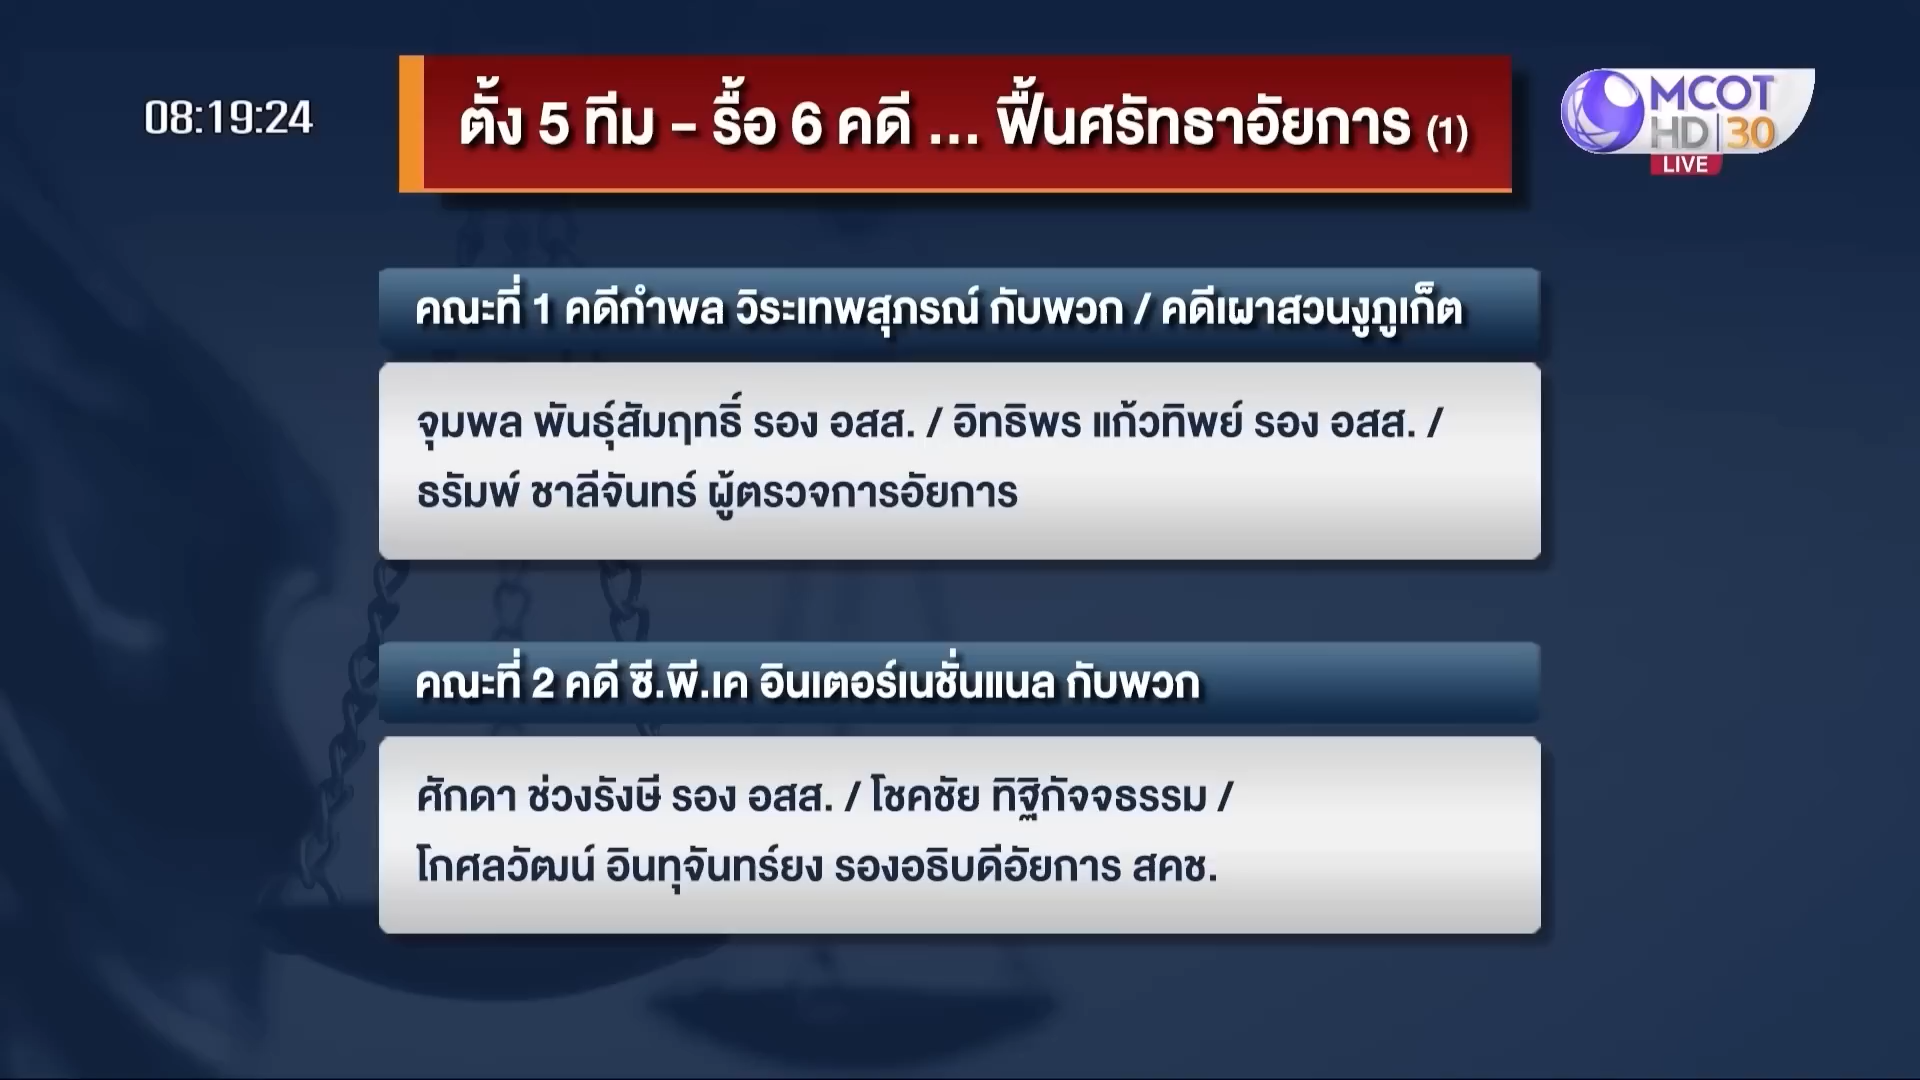 08:19:24
ตั้ง 5 ทีม - รื้อ 6 คดี ... ฟื้นศรัทธาอัยการ (1)
MCOT
HD 30
LIVE
คณะที่ 1 คดีกำพล วิระเทพสุภรณ์ กับพวก / คดีเผาสวนงูภูเก็ต
จุมพล พันธุ์สัมฤทธิ์ รอง อสส. / อิทธิพร แก้วทิพย์ รอง อสส. /
ธรัมพ์ ชาลีจันทร์ ผู้ตรวจการอัยการ
คณะที่ 2 คดี ซี.พี.เค อินเตอร์เนชั่นแนล กับพวก
ศักดา ช่วงรังษี รอง อสส. / โชคชัย ทิฐิกัจจธรรม /
โกศลวัฒน์ อินทุจันทร์ยง รองอธิบดีอัยการ สคช.